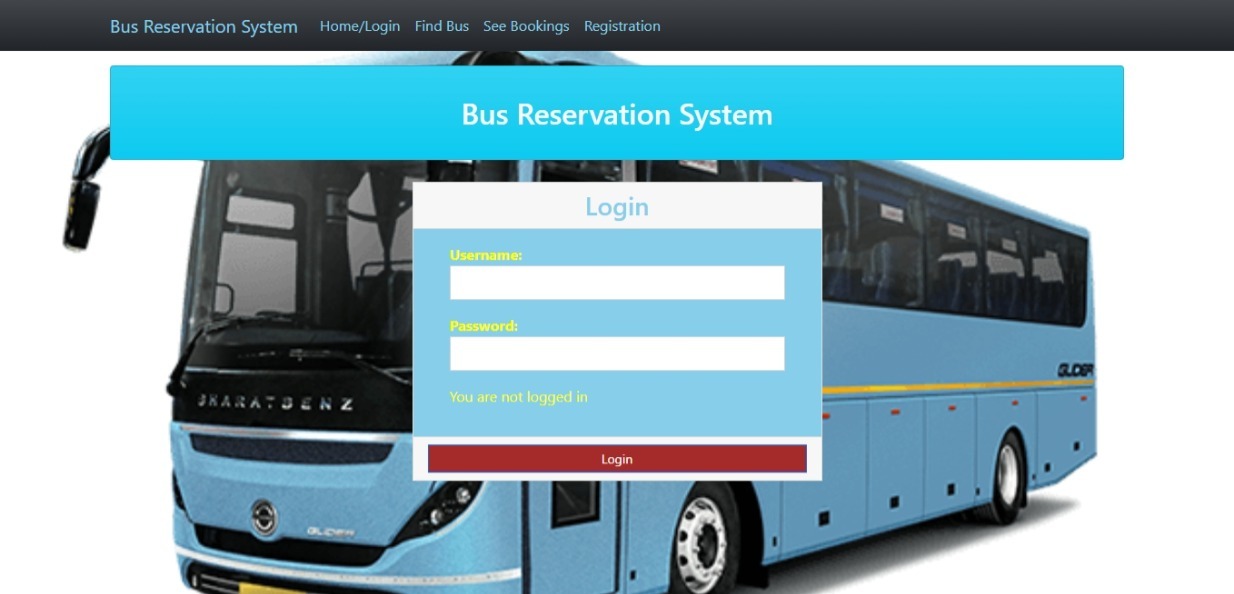 Bus Reservation System Home/Login Find Bus See Bookings Registration
Bus Reservation System
Login
Username:
Password:
You are not logged in
Login
BHARATBENZ
GLIDER
GLIDER